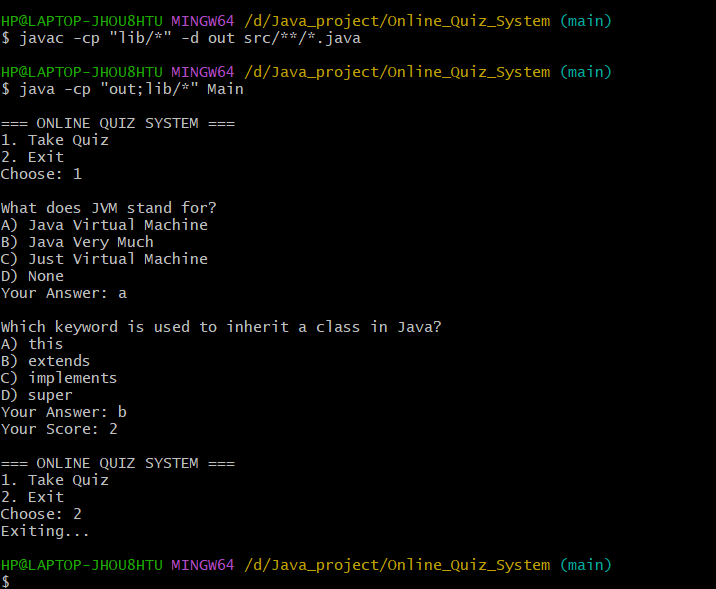 HP@LAPTOP-JHOU8HTU MINGW64 /d/Java_project/Online_Quiz_System (main)
$ javac -cp "lib/*" -d out src/**/*.java
HP@LAPTOP-JHOU8HTU MINGW64 /d/Java_project/Online_Quiz_System (main)
$ java -cp "out;lib/*" Main
=== ONLINE QUIZ SYSTEM ===
1. Take Quiz
2. Exit
Choose: 1
What does JVM stand for?
A) Java Virtual Machine
B) Java Very Much
C) Just Virtual Machine
D) None
Your Answer: a
Which keyword is used to inherit a class in Java?
A) this
B) extends
C) implements
D) super
Your Answer: b
Your Score: 2
=== ONLINE QUIZ SYSTEM ===
1. Take Quiz
2. Exit
Choose: 2
Exiting...
HP@LAPTOP-JHOU8HTU MINGW64 /d/Java_project/Online_Quiz_System (main)
$